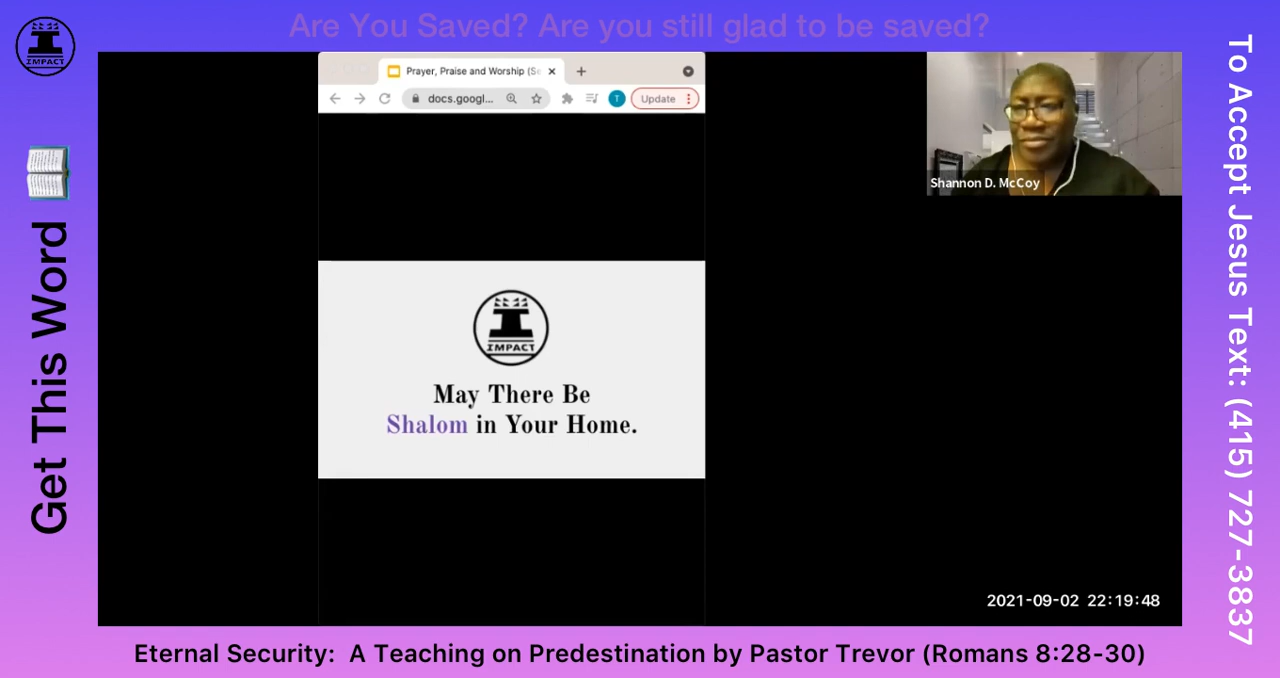 Are You Saved? Are you still glad to be saved?
IMPACT
Get This Word
Prayer, Praise and Worship (Se
docs.googl...
T
Update
Shannon D. McCoy
IMPACT
May There Be
Shalom in Your Home.
2021-09-02 22:19:48
To Accept Jesus Text: (415) 727-3837
Eternal Security: A Teaching on Predestination by Pastor Trevor (Romans 8:28-30)